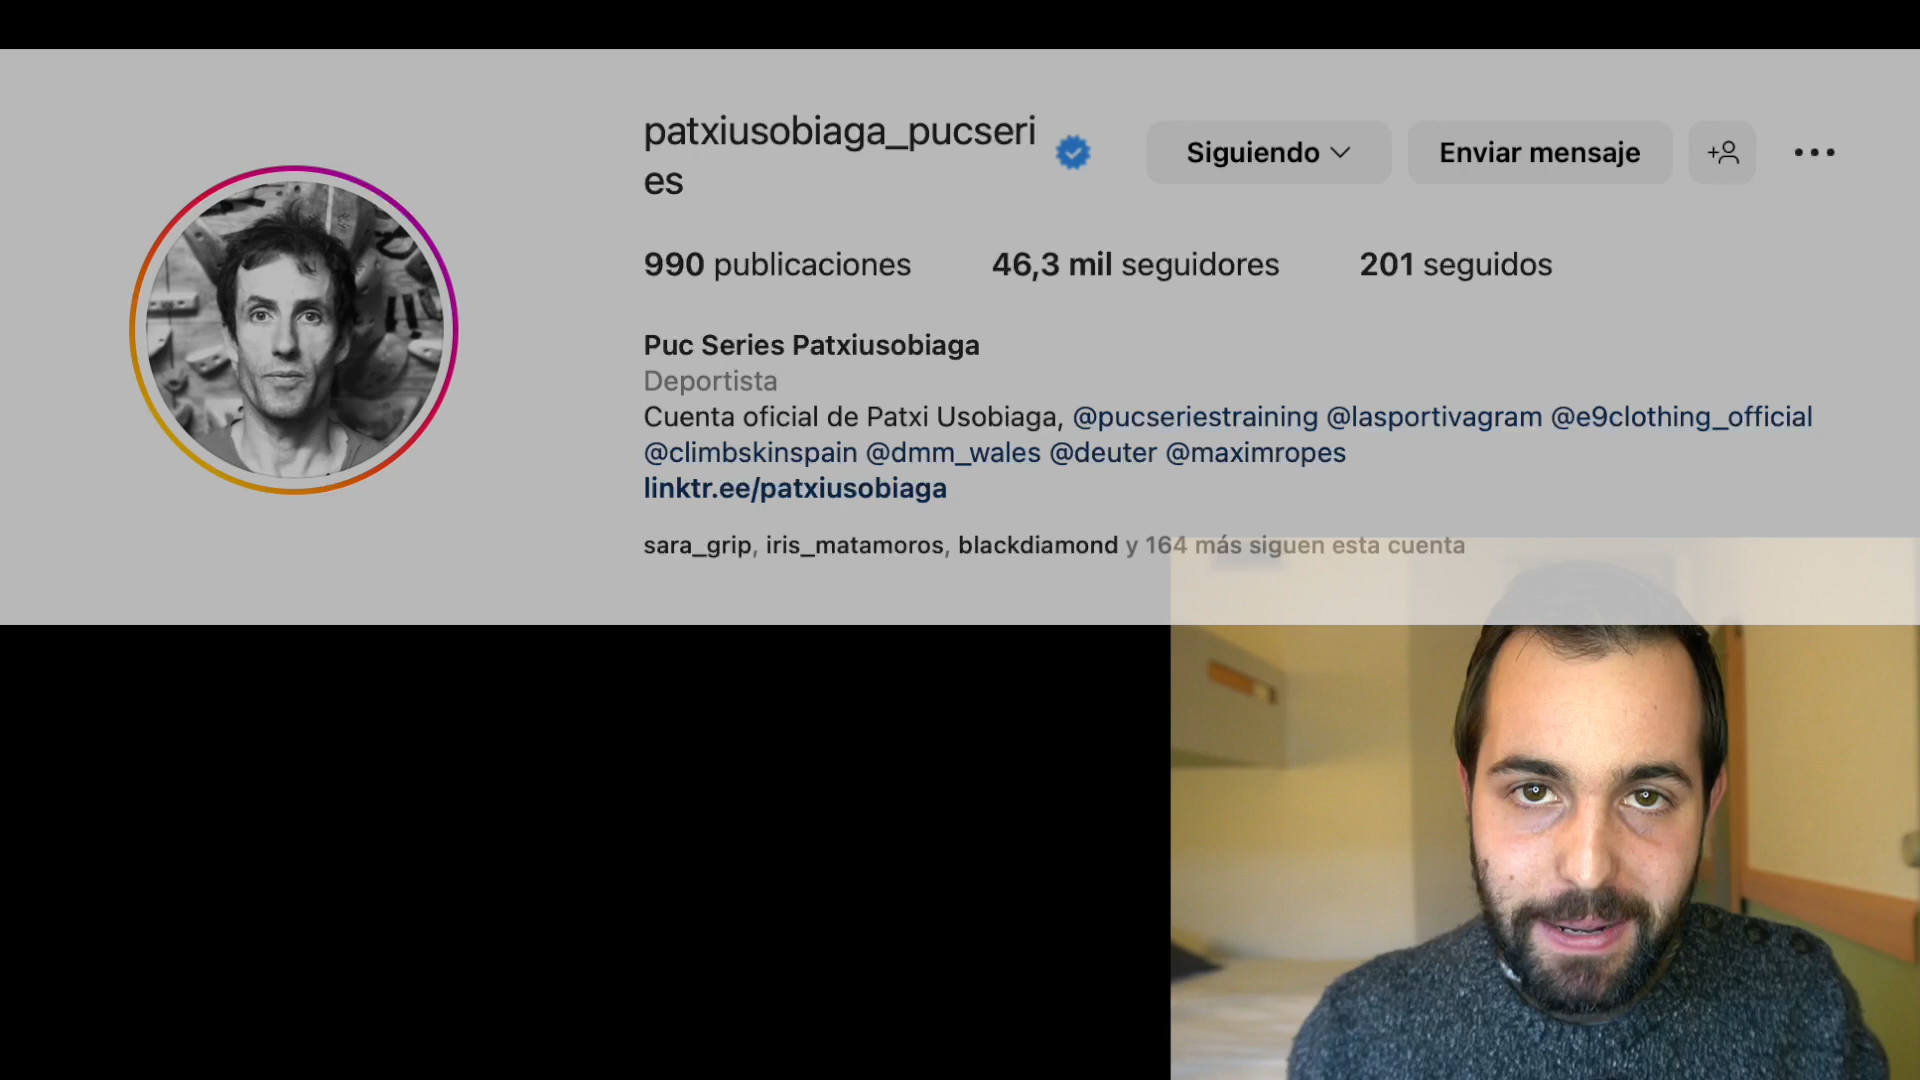 patxiusobiaga_pucseri
es
Siguiendo
Enviar mensaje
990 publicaciones
46,3 mil seguidores
201 seguidos
Puc Series Patxiusobiaga
Deportista
Cuenta oficial de Patxi Usobiaga, @pucseriestraining @lasportivagram @e9clothing_official
@climbskinspain @dmm_wales @deuter @maximropes
linktr.ee/patxiusobiaga
sara_grip, iris_matamoros, blackdiamond y 164 más siguen esta cuenta